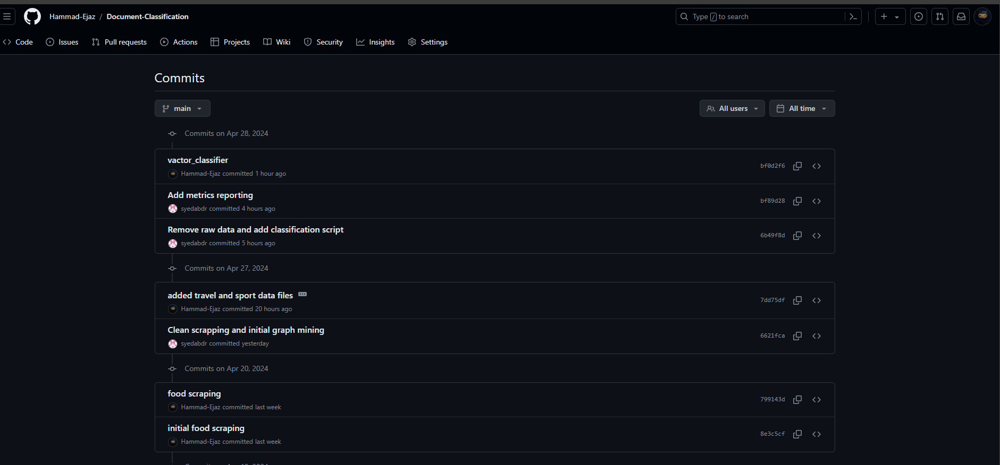 Hammad-Ejaz / Document-Classification
Type / to search
Code Issues Pull requests Actions Projects Wiki Security Insights Settings
Commits
main All users All time
Commits on Apr 28, 2024
vactor_classifier
Hammad-Ejaz committed 1 hour ago
bf0d2f6
Add metrics reporting
syedabdr committed 4 hours ago
bf89d28
Remove raw data and add classification script
syedabdr committed 5 hours ago
6b49f8d
Commits on Apr 27, 2024
added travel and sport data files
Hammad-Ejaz committed 20 hours ago
7dd75df
Clean scrapping and initial graph mining
syedabdr committed yesterday
6621fca
Commits on Apr 20, 2024
food scraping
Hammad-Ejaz committed last week
799143d
initial food scraping
Hammad-Ejaz committed last week
8e3c5cf